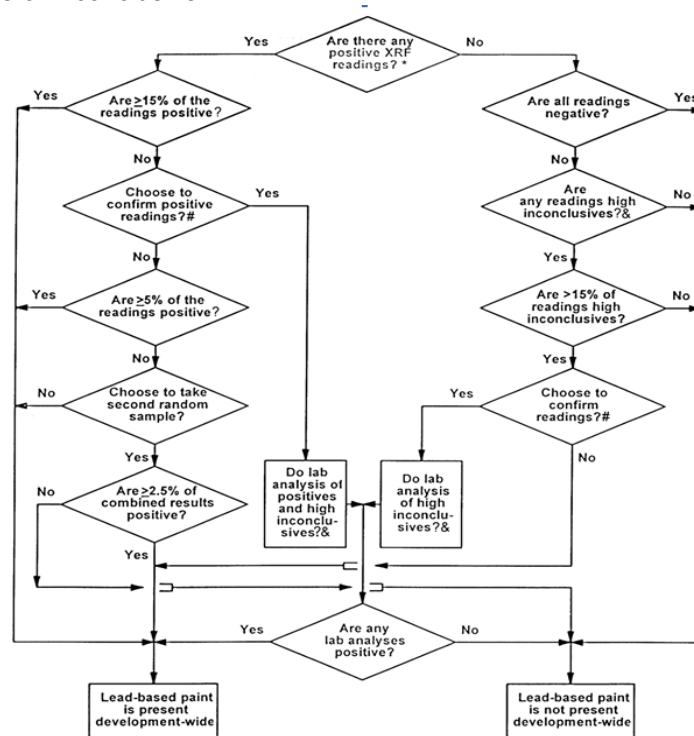 Are there any
positive XRF
readings? *
Yes
No
Are ≥15% of the
readings positive?
Yes
No
Are all readings
negative?
Yes
No
Choose to
confirm positive
readings?#
Yes
No
Are
any readings high
inconclusives?&
No
Yes
Are ≥5% of the
readings positive?
Yes
No
Are >15% of
readings high
inconclusives?
No
Yes
Choose to take
second random
sample?
No
Yes
Choose to
confirm
readings?#
Yes
No
Are ≥2.5% of
combined results
positive?
No
Yes
Do lab
analysis of
positives
and high
inconclu-
sives?&
Do lab
analysis
of high
inconclu-
sives?&
Are any
lab analyses
positive?
Yes
No
Lead-based paint
is present
development-wide
Lead-based paint
is not present
development-wide